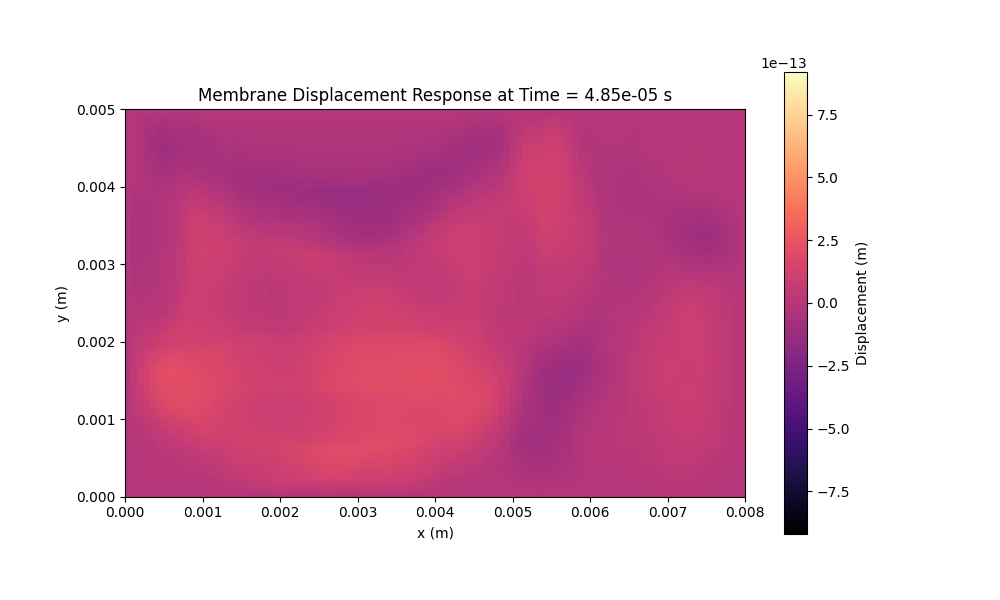 1e−13
Membrane Displacement Response at Time = 4.85e-05 s
0.005
0.004
0.003
0.002
0.001
0.000
y (m)
0.000 0.001 0.002 0.003 0.004 0.005 0.006 0.007 0.008
x (m)
7.5
5.0
2.5
0.0
−2.5
−5.0
−7.5
Displacement (m)